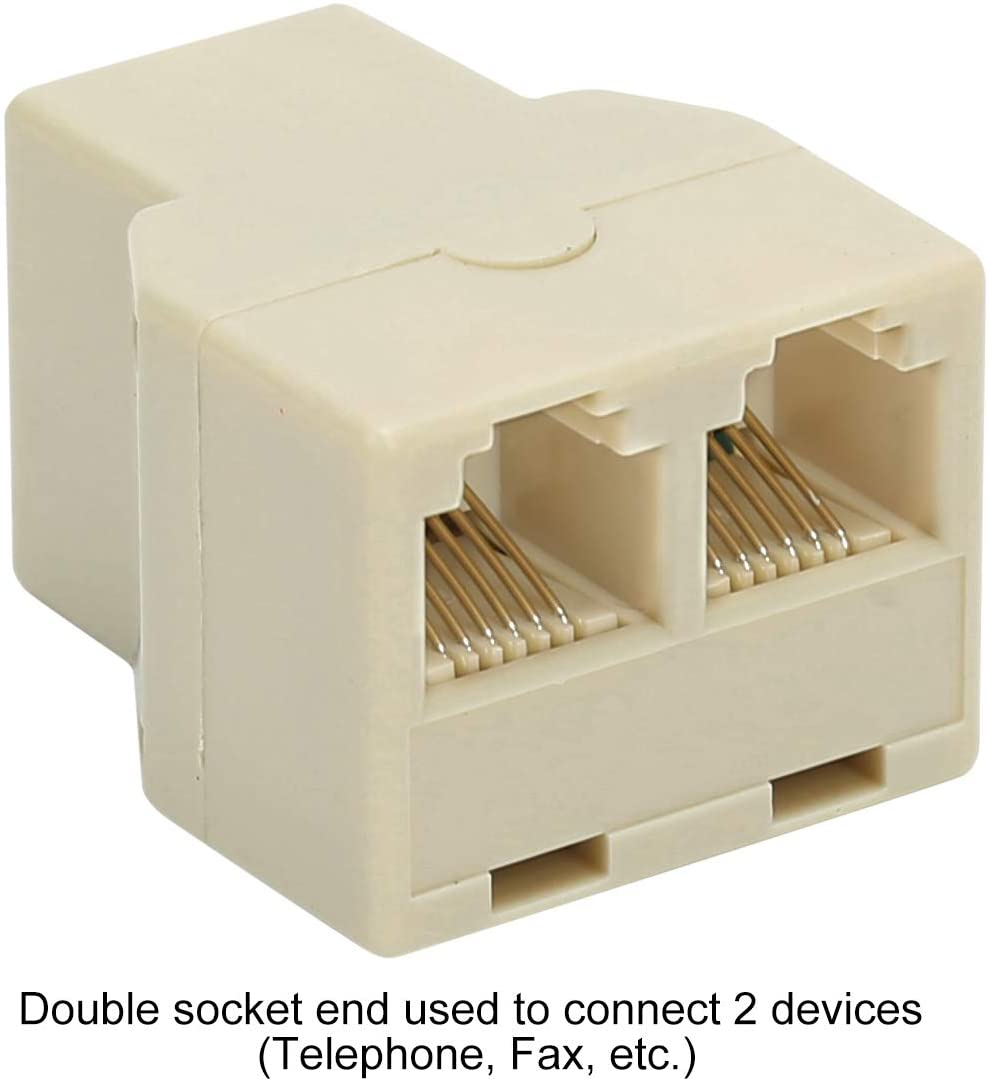 Double socket end used to connect 2 devices
(Telephone, Fax, etc.)